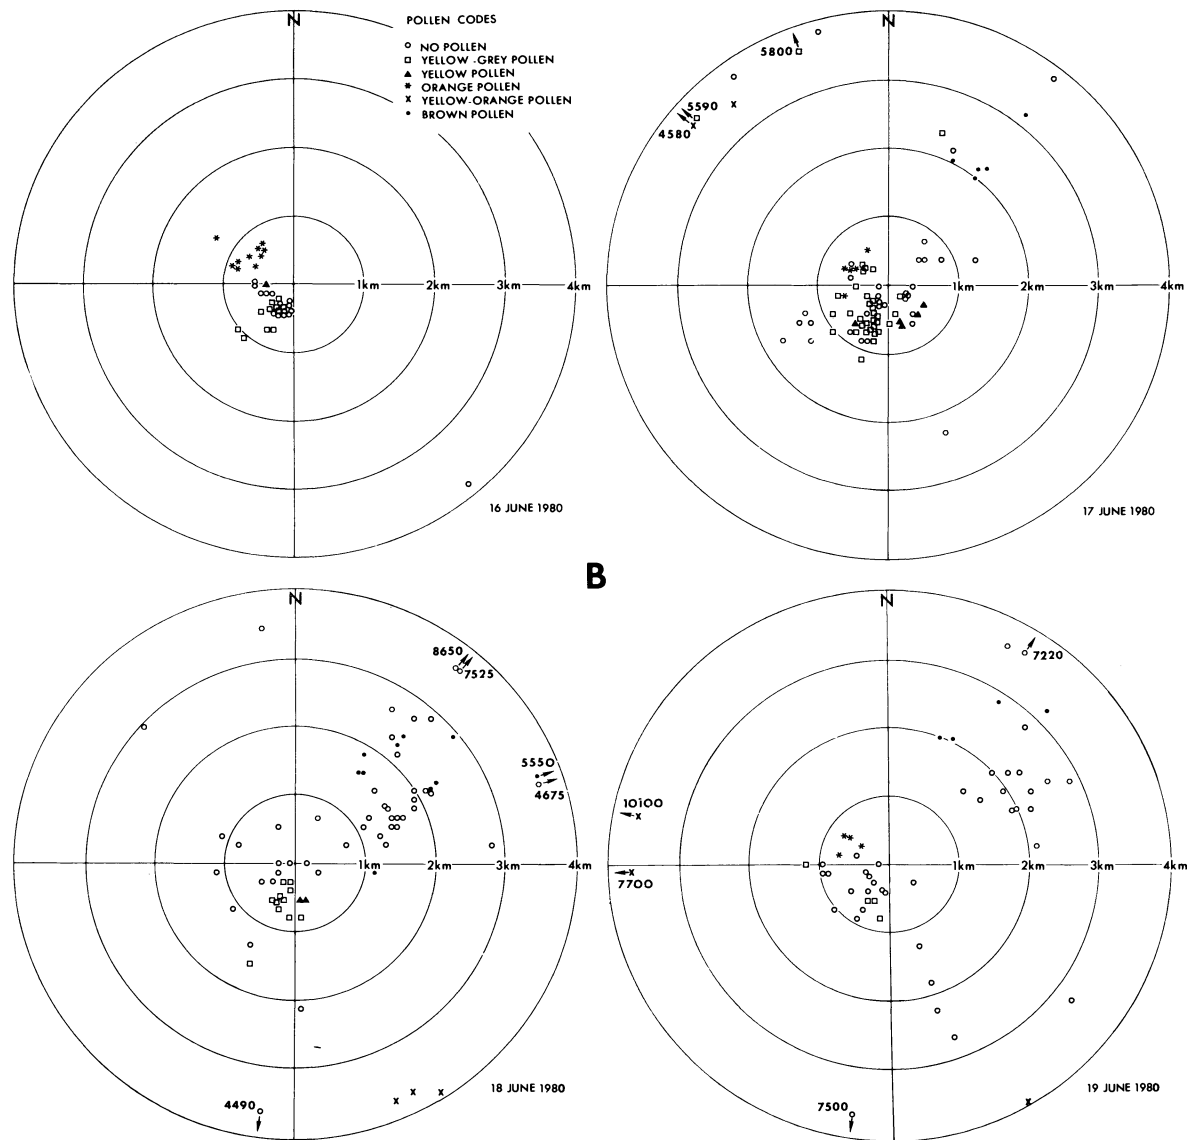 N
POLLEN CODES
NO POLLEN
YELLOW-GREY POLLEN
YELLOW POLLEN
ORANGE POLLEN
YELLOW-ORANGE POLLEN
BROWN POLLEN
1km 2km 3km 4km
16 JUNE 1980
N
5800
5590
4580
1km 2km 3km 4km
17 JUNE 1980
B
N
8650
7525
5550
4675
1km 2km 3km 4km
4490
18 JUNE 1980
N
7220
10100
7700
1km 2km 3km 4km
7500
19 JUNE 1980